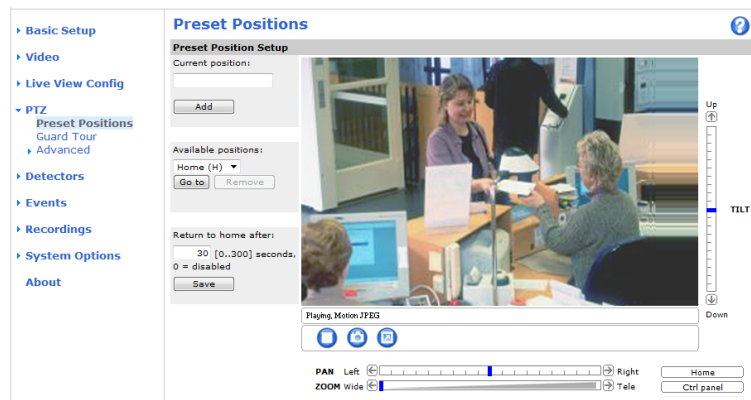 Basic Setup
Video
Live View Config
PTZ
Preset Positions
Guard Tour
Advanced
Detectors
Events
Recordings
System Options
About
Preset Positions
?
Preset Position Setup
Current position:
Add
Available positions:
Home (H)
Go to Remove
Return to home after:
30 [0..300] seconds,
0 = disabled
Save
Up
TILT
Down
Playing, Motion JPEG
PAN Left Right Home
ZOOM Wide Tele Ctrl panel